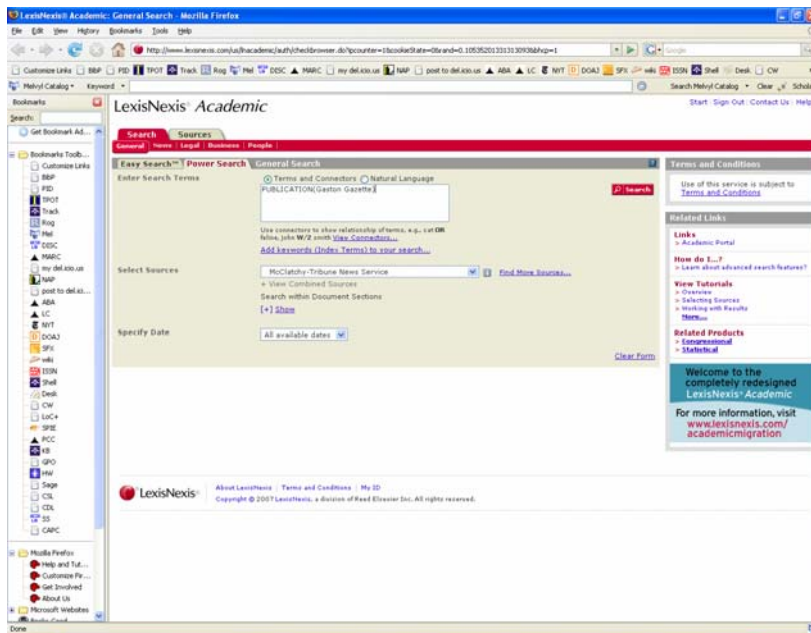 LexisNexis® Academic: General Search - Mozilla Firefox
File Edit View History Bookmarks Tools Help
http://www.lexisnexis.com/us/lnacademic/auth/checkbrowser.do?
Google
Customize Links BBP PID TPOT Track Rog Mel DISC MARC my del.icio.us NAP post to del.icio.us ABA LC NYT DOAJ SFX wiki ISSN Shell Desk CW
Melvyl Catalog Keyword Search Melvyl Catalog Clear
Bookmarks
Search:
Get Bookmark Ad...
Bookmarks Toolb...
Customize Links
BBP
PID
TPOT
Track
Rog
Mel
DISC
MARC
my del.icio.us
NAP
post to del.ici...
ABA
LC
NYT
DOAJ
SFX
wiki
ISSN
Shell
Desk
CW
LoC+
SPIE
PCC
KB
GPO
HW
Sage
CSL
CDL
SS
CAPC
Mozilla Firefox
Help and Tut...
Customize Fir...
Get Involved
About Us
Microsoft Websites
Done
LexisNexis® Academic
Start Sign Out Contact Us Help
Search Sources
General News Legal Business People
Easy Search™ Power Search General Search
Enter Search Terms
Terms and Connectors Natural Language
PUBLICATION(Gaston Gazette)
Search
Use connectors to show relationship of terms, e.g., cat OR
feline, john W/2 smith View Connectors...
Add keywords (Index Terms) to your search...
Select Sources
McClatchy-Tribune News Service
Find More Sources...
+ View Combined Sources
Search within Document Sections
[+] Show
Specify Date
All available dates
Clear Form
Terms and Conditions
Use of this service is subject to
Terms and Conditions
Related Links
Links
> Academic Portal
How do I...?
> Learn about advanced search features?
View Tutorials
> Overview
> Selecting Sources
> Working with Results
More...
Related Products
> Congressional
> Statistical
Welcome to the
completely redesigned
LexisNexis® Academic
For more information, visit
www.lexisnexis.com/
academicmigration
LexisNexis®
About LexisNexis | Terms and Conditions | My ID
Copyright © 2007 LexisNexis, a division of Reed Elsevier Inc. All rights reserved.